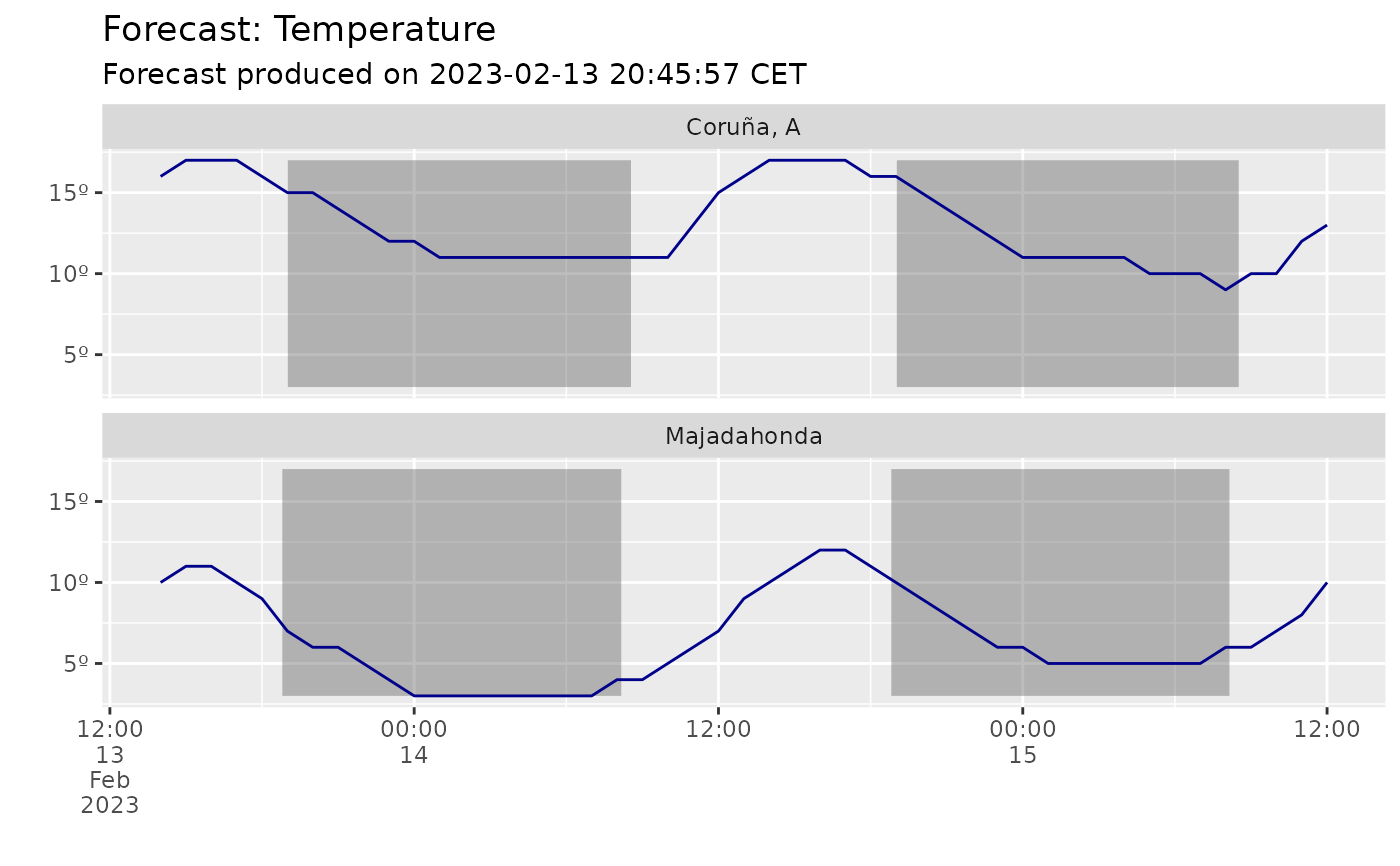 Forecast: Temperature
Forecast produced on 2023-02-13 20:45:57 CET
Coruña, A
15º
10º
5º
Majadahonda
15º
10º
5º
12:00 00:00 12:00 00:00 12:00
13 14 15
Feb
2023